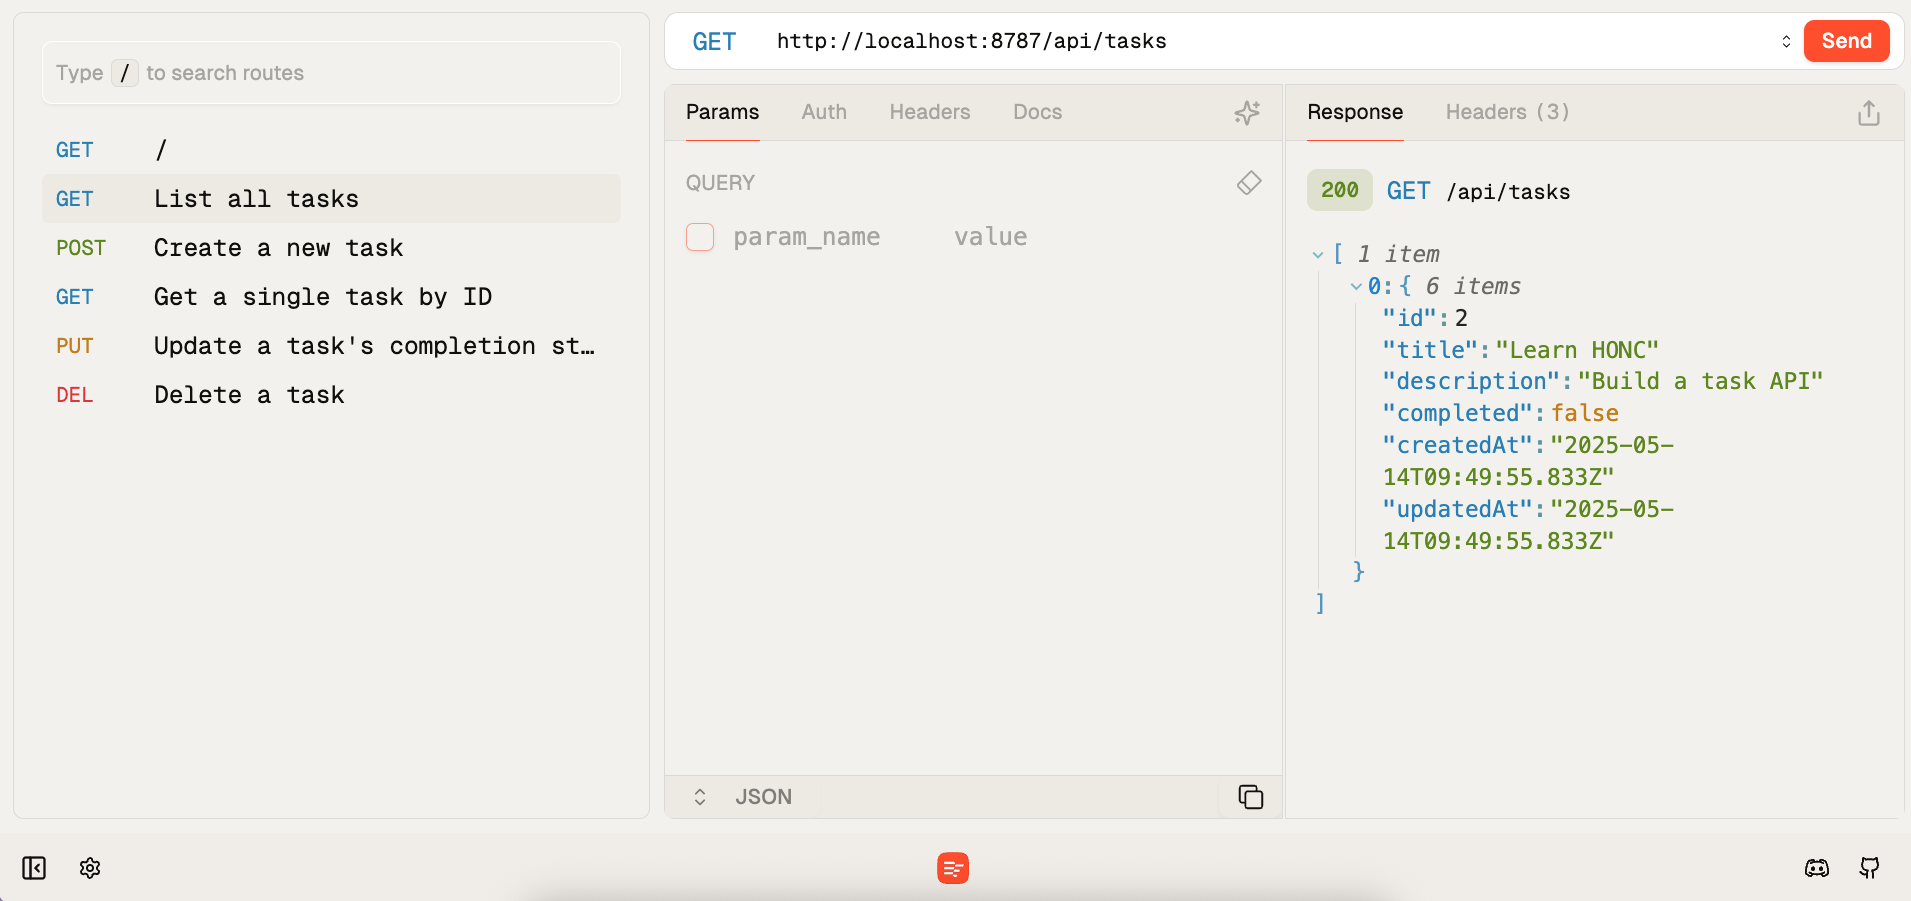 Type / to search routes
GET /
GET List all tasks
POST Create a new task
GET Get a single task by ID
PUT Update a task's completion st…
DEL Delete a task
GET http://localhost:8787/api/tasks Send
Params Auth Headers Docs
QUERY
param_name value
JSON
Response Headers (3)
200 GET /api/tasks
[ 1 item
0:{ 6 items
"id":2
"title":"Learn HONC"
"description":"Build a task API"
"completed":false
"createdAt":"2025-05-
14T09:49:55.833Z"
"updatedAt":"2025-05-
14T09:49:55.833Z"
}
]